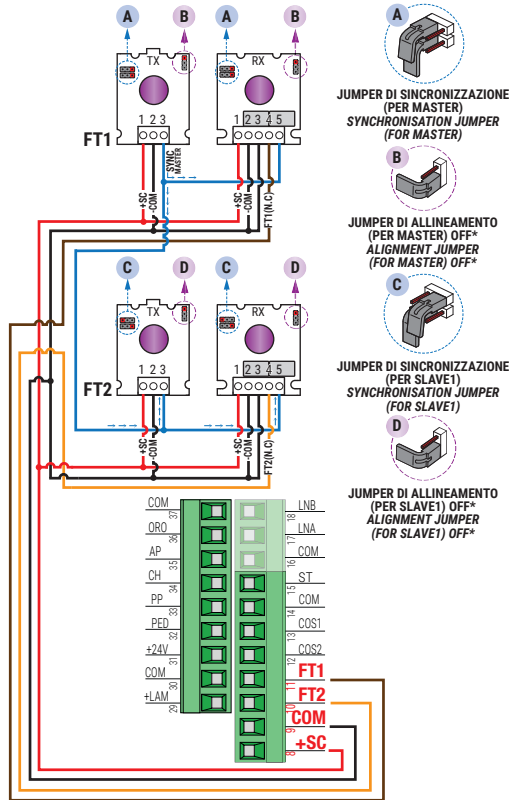 A
B
A
B
TX
RX
1 2 3
1 2 3 4 5
FT1
SYNC
MASTER
+SC
-COM
+SC
-COM
FT1(N.C)
C
D
C
D
TX
RX
1 2 3
1 2 3 4 5
FT2
+SC
-COM
+SC
-COM
FT2(N.C)
A
JUMPER DI SINCRONIZZAZIONE
(PER MASTER)
SYNCHRONISATION JUMPER
(FOR MASTER)
B
JUMPER DI ALLINEAMENTO
(PER MASTER) OFF*
ALIGNMENT JUMPER
(FOR MASTER) OFF*
C
JUMPER DI SINCRONIZZAZIONE
(PER SLAVE1)
SYNCHRONISATION JUMPER
(FOR SLAVE1)
D
JUMPER DI ALLINEAMENTO
(PER SLAVE1) OFF*
ALIGNMENT JUMPER
(FOR SLAVE1) OFF*
COM
37
ORO
36
AP
35
CH
34
PP
33
PED
32
+24V
31
COM
30
+LAM
29
LNB
18
LNA
17
COM
16
ST
15
COM
14
COS1
13
COS2
12
FT1
11
FT2
10
COM
9
+SC
8